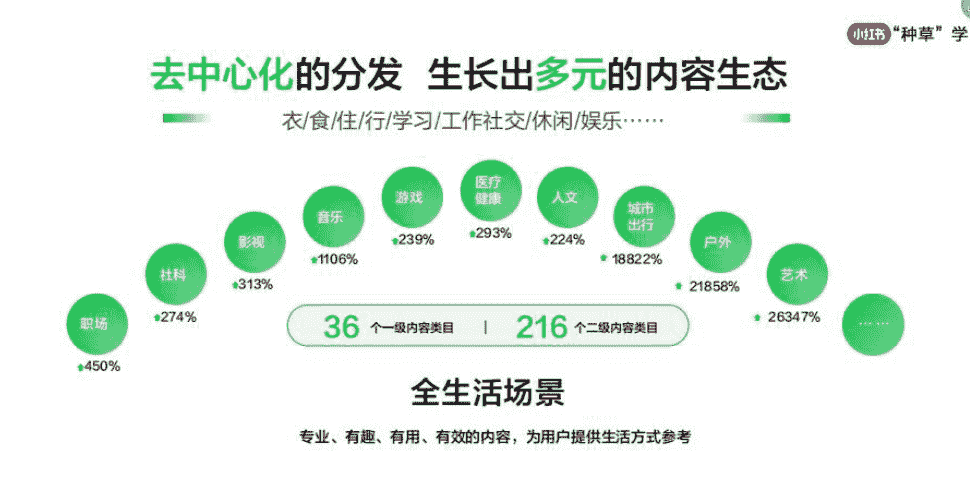 小红书 “种草” 学
去中心化的分发 生长出多元的内容生态
衣/食/住/行/学习/工作社交/休闲/娱乐……
职场
450%
社科
274%
影视
313%
音乐
1106%
游戏
239%
医疗
健康
293%
人文
224%
城市
出行
18822%
户外
21858%
艺术
26347%
……
36 个一级内容类目 | 216 个二级内容类目
全生活场景
专业、有趣、有用、有效的内容，为用户提供生活方式参考